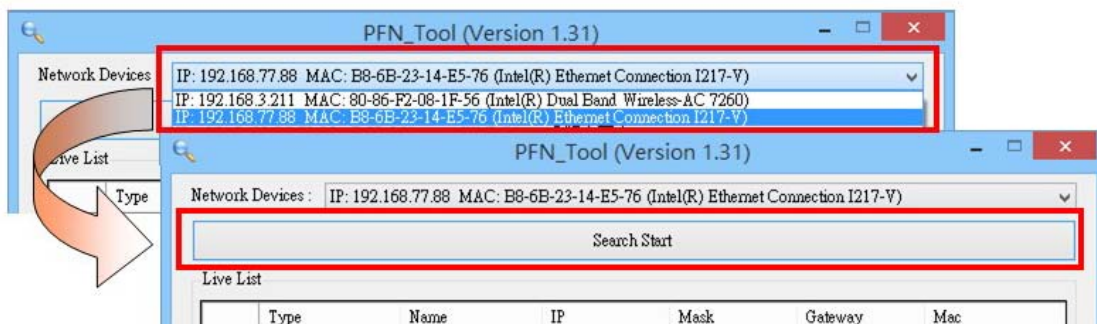 PFN_Tool (Version 1.31)
Network Devices IP: 192.168.77.88 MAC: B8-6B-23-14-E5-76 (Intel(R) Ethernet Connection I217-V)
IP: 192.168.3.211 MAC: 80-86-F2-08-1F-56 (Intel(R) Dual Band Wireless-AC 7260)
IP: 192.168.77.88 MAC: B8-6B-23-14-E5-76 (Intel(R) Ethernet Connection I217-V)
Live List
Type
PFN_Tool (Version 1.31)
Network Devices : IP: 192.168.77.88 MAC: B8-6B-23-14-E5-76 (Intel(R) Ethernet Connection I217-V)
Search Start
Live List
Type Name IP Mask Gateway Mac